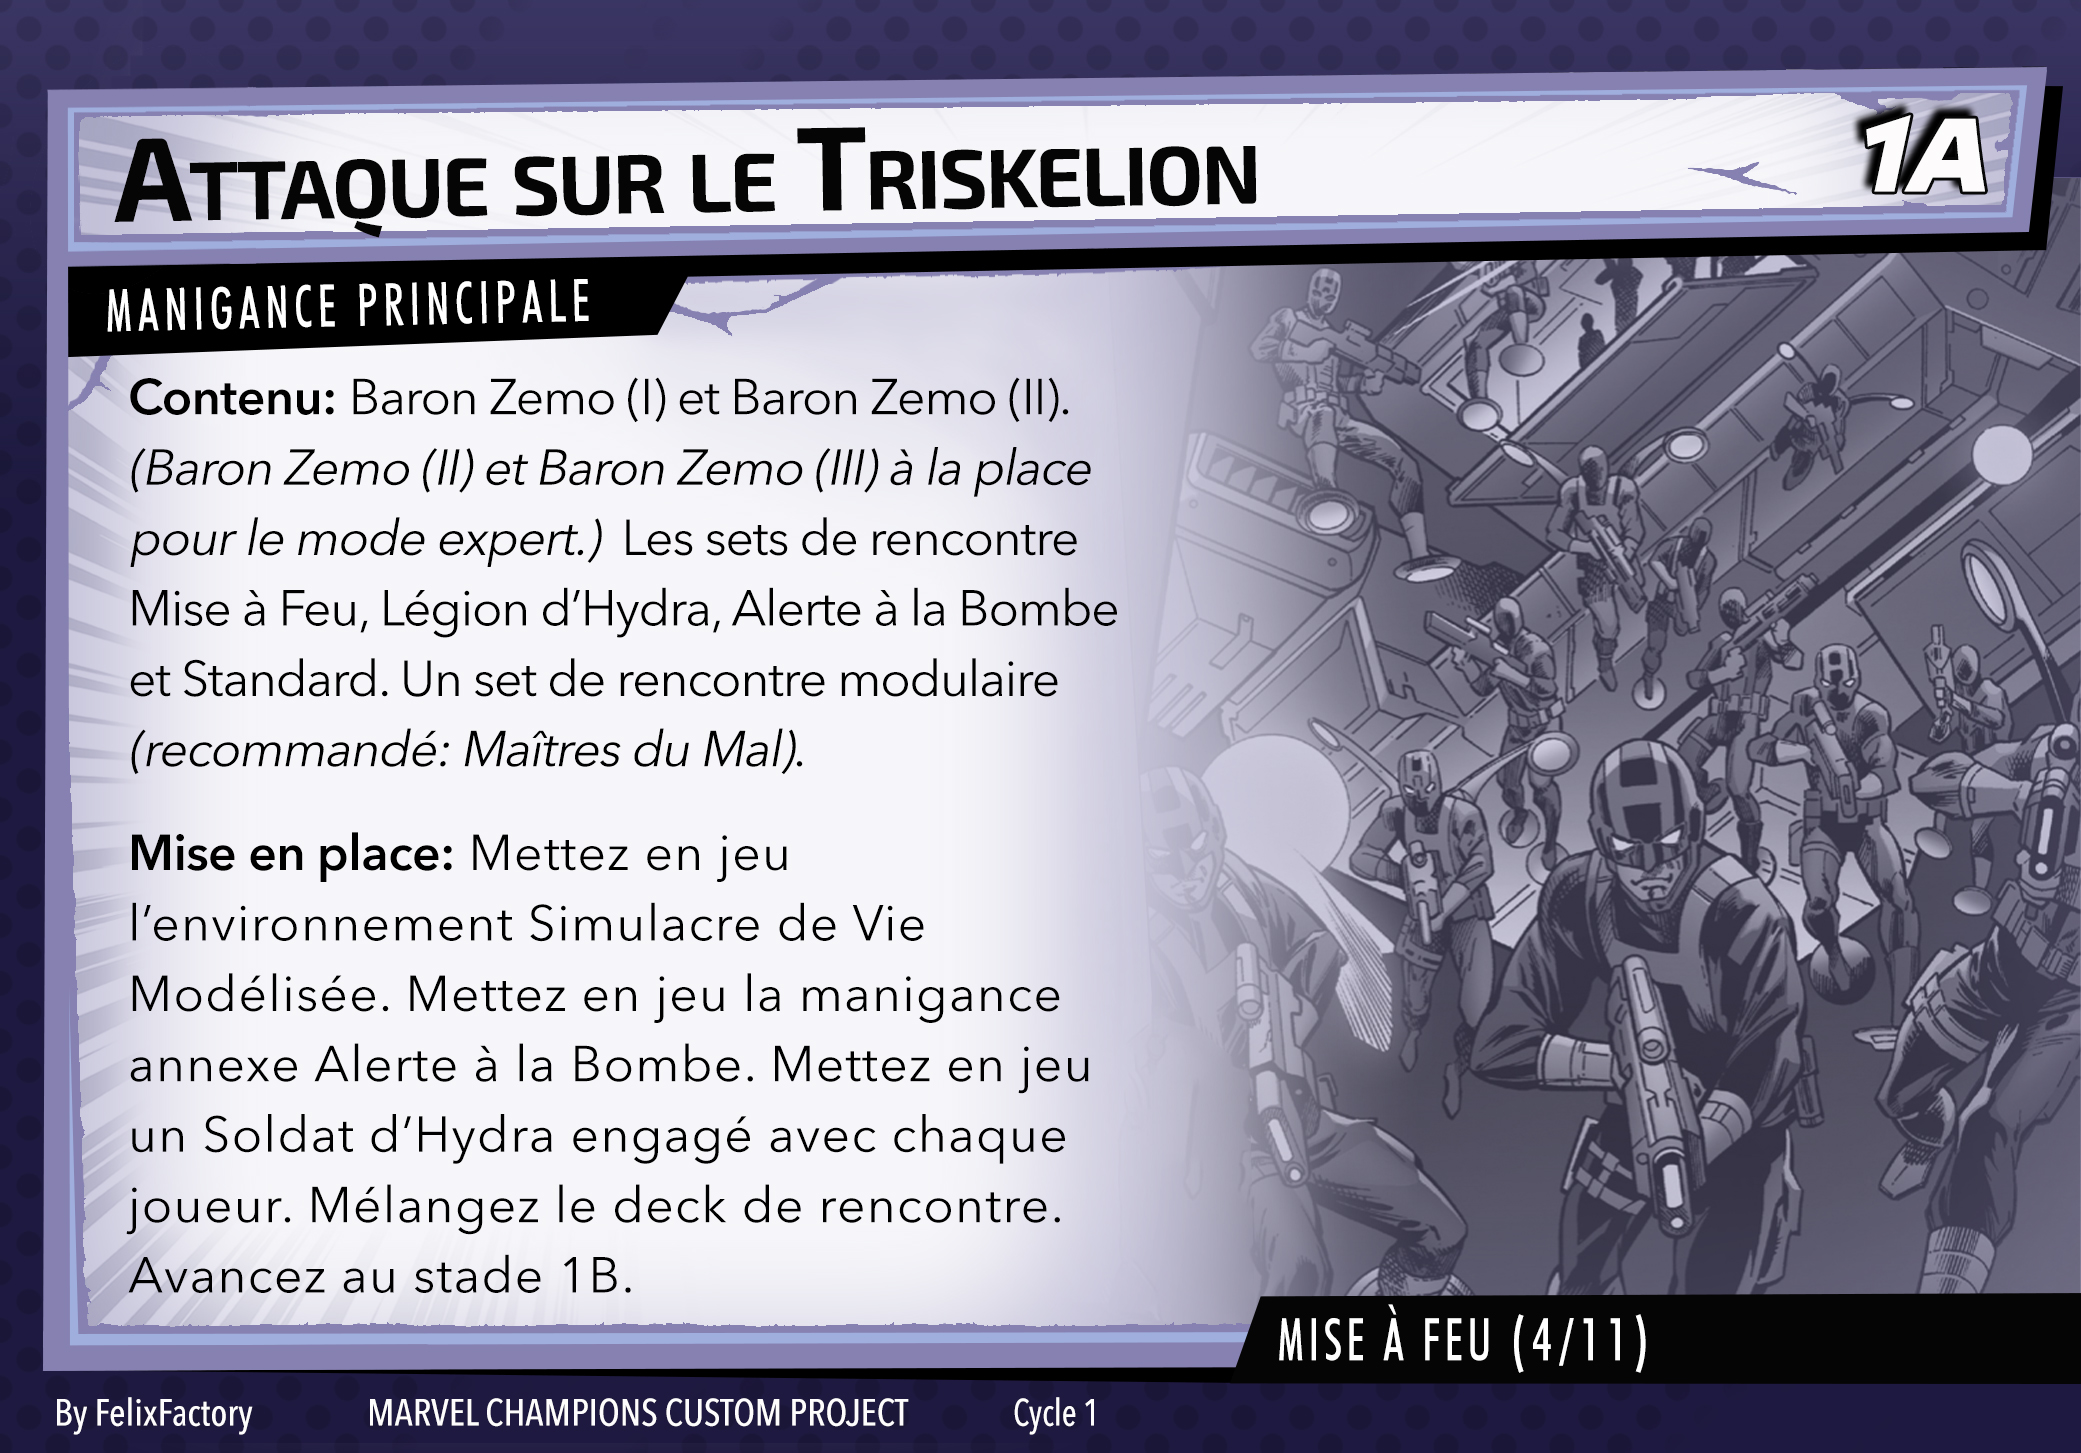 ATTAQUE SUR LE TRISKELION
1A
MANIGANCE PRINCIPALE
Contenu: Baron Zemo (I) et Baron Zemo (II).
(Baron Zemo (II) et Baron Zemo (III) à la place
pour le mode expert.) Les sets de rencontre
Mise à Feu, Légion d’Hydra, Alerte à la Bombe
et Standard. Un set de rencontre modulaire
(recommandé: Maîtres du Mal).
Mise en place: Mettez en jeu
l’environnement Simulacre de Vie
Modélisée. Mettez en jeu la manigance
annexe Alerte à la Bombe. Mettez en jeu
un Soldat d’Hydra engagé avec chaque
joueur. Mélangez le deck de rencontre.
Avancez au stade 1B.
MISE À FEU (4/11)
By FelixFactory MARVEL CHAMPIONS CUSTOM PROJECT Cycle 1